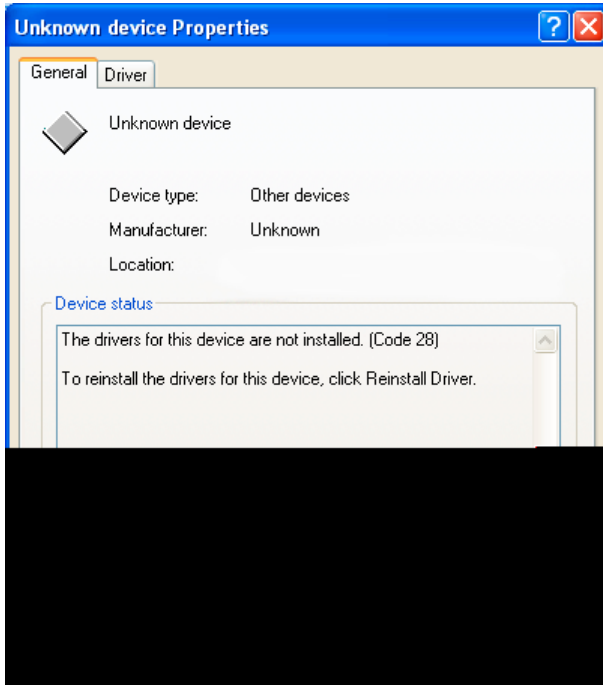 Unknown device Properties
General Driver
Unknown device
Device type: Other devices
Manufacturer: Unknown
Location:
Device status
The drivers for this device are not installed. (Code 28)
To reinstall the drivers for this device, click Reinstall Driver.